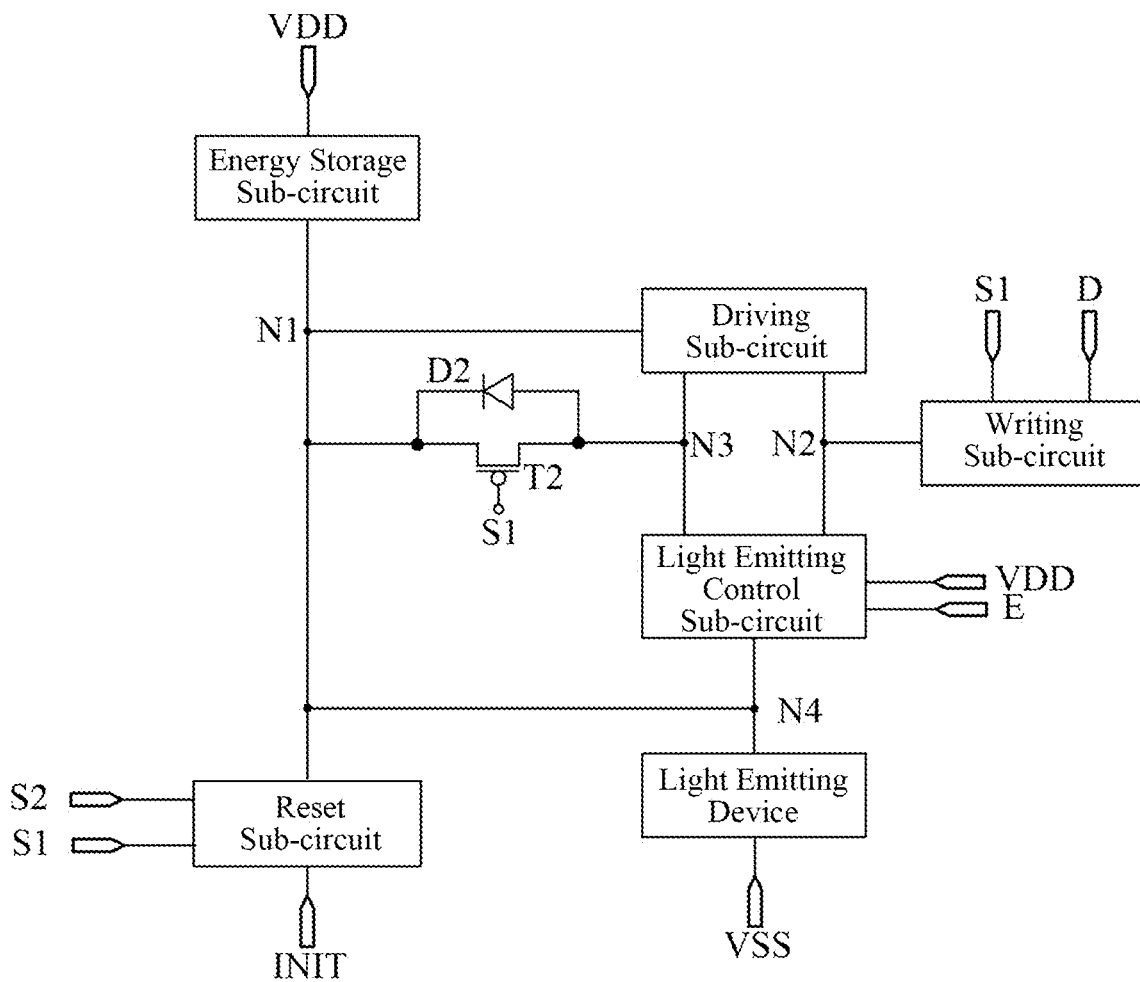 VDD
Energy Storage
Sub-circuit
S1
D
N1
Driving
Sub-circuit
D2
Writing
Sub-circuit
N3
N2
T2
S1
Light Emitting
Control
Sub-circuit
VDD
E
N4
S2
S1
Reset
Sub-circuit
Light Emitting
Device
INIT
VSS